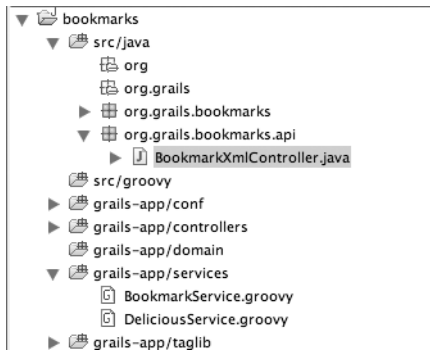 bookmarks
src/java
org
org.grails
org.grails.bookmarks
org.grails.bookmarks.api
BookmarkXmlController.java
src/groovy
grails-app/conf
grails-app/controllers
grails-app/domain
grails-app/services
BookmarkService.groovy
DeliciousService.groovy
grails-app/taglib